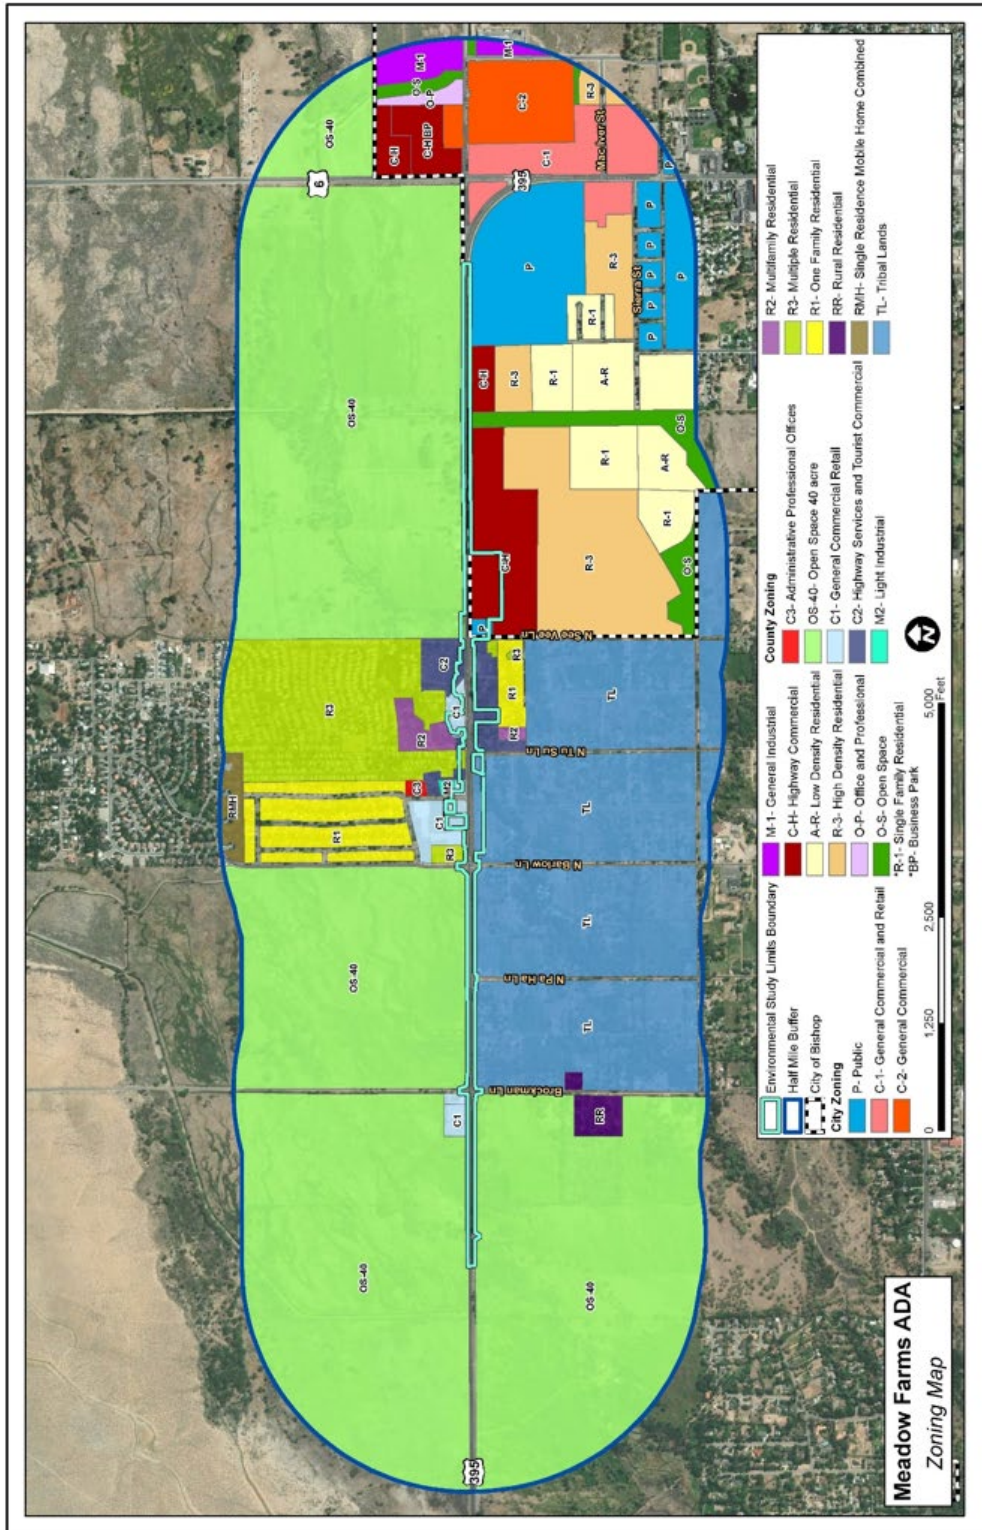 Meadow Farms ADA
Zoning Map
Environmental Study Limits Boundary
Half Mile Buffer
City of Bishop
City Zoning
P- Public
C-1- General Commercial and Retail
C-2- General Commercial
M-1- General Industrial
C-H- Highway Commercial
A-R- Low Density Residential
R-3- High Density Residential
O-P- Office and Professional
O-S- Open Space
*R-1- Single Family Residential
*BP- Business Park
County Zoning
C3- Administrative Professional Offices
OS-40- Open Space 40 acre
C1- General Commercial Retail
C2- Highway Services and Tourist Commercial
M2- Light Industrial
R2- Multifamily Residential
R3- Multiple Residential
R1- One Family Residential
RR- Rural Residential
RMH- Single Residence Mobile Home Combined
TL- Tribal Lands
0 1,250 2,500 5,000
Feet
N
OS-40
OS-40
RMH
R3
OS-40
OS-40
6
C-H
C-H BP
O-P
O-S
M-1
M-1
R1
R2
C3
C2
C1
M2
C1
R3
C1
395
395
C-2
C-1
R-3
MacIver St
P
P
R-3
R-1
Sierra St
P
P
P
P
P
P
C-H
R-3
R-1
A-R
O-S
C-H
R-1
A-R
R-1
R-3
O-S
P
N See Vee Ln
R3
R1
R2
TL
N Tu Su Ln
TL
N Barlow Ln
TL
N Pa Ha Ln
TL
Brockman Ln
RR
OS-40